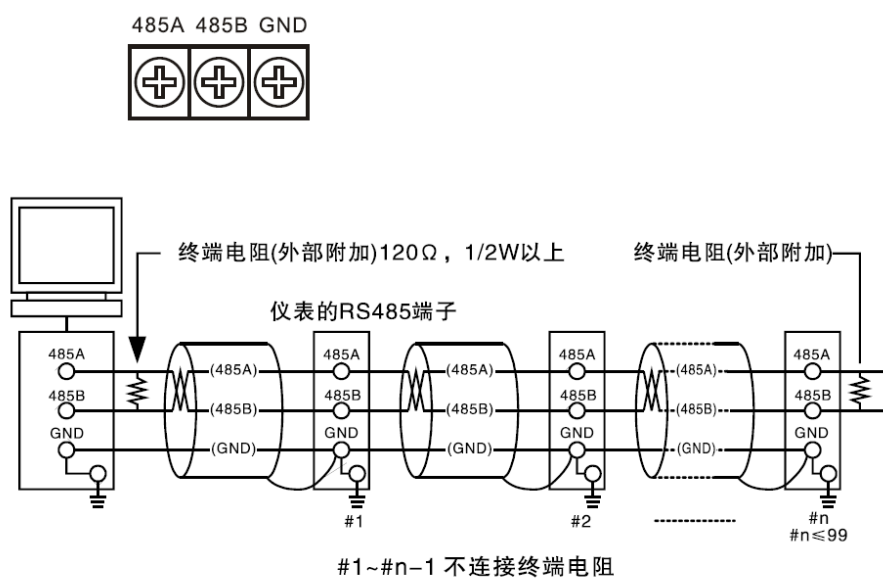 485A 485B GND
终端电阻(外部附加)120Ω，1/2W以上
终端电阻(外部附加)
仪表的RS485端子
485A (485A) 485A (485A) 485A (485A) 485A
485B (485B) 485B (485B) 485B (485B) 485B
GND (GND) GND (GND) GND (GND) GND
#1 #2 #n
#n≤99
#1~#n-1 不连接终端电阻